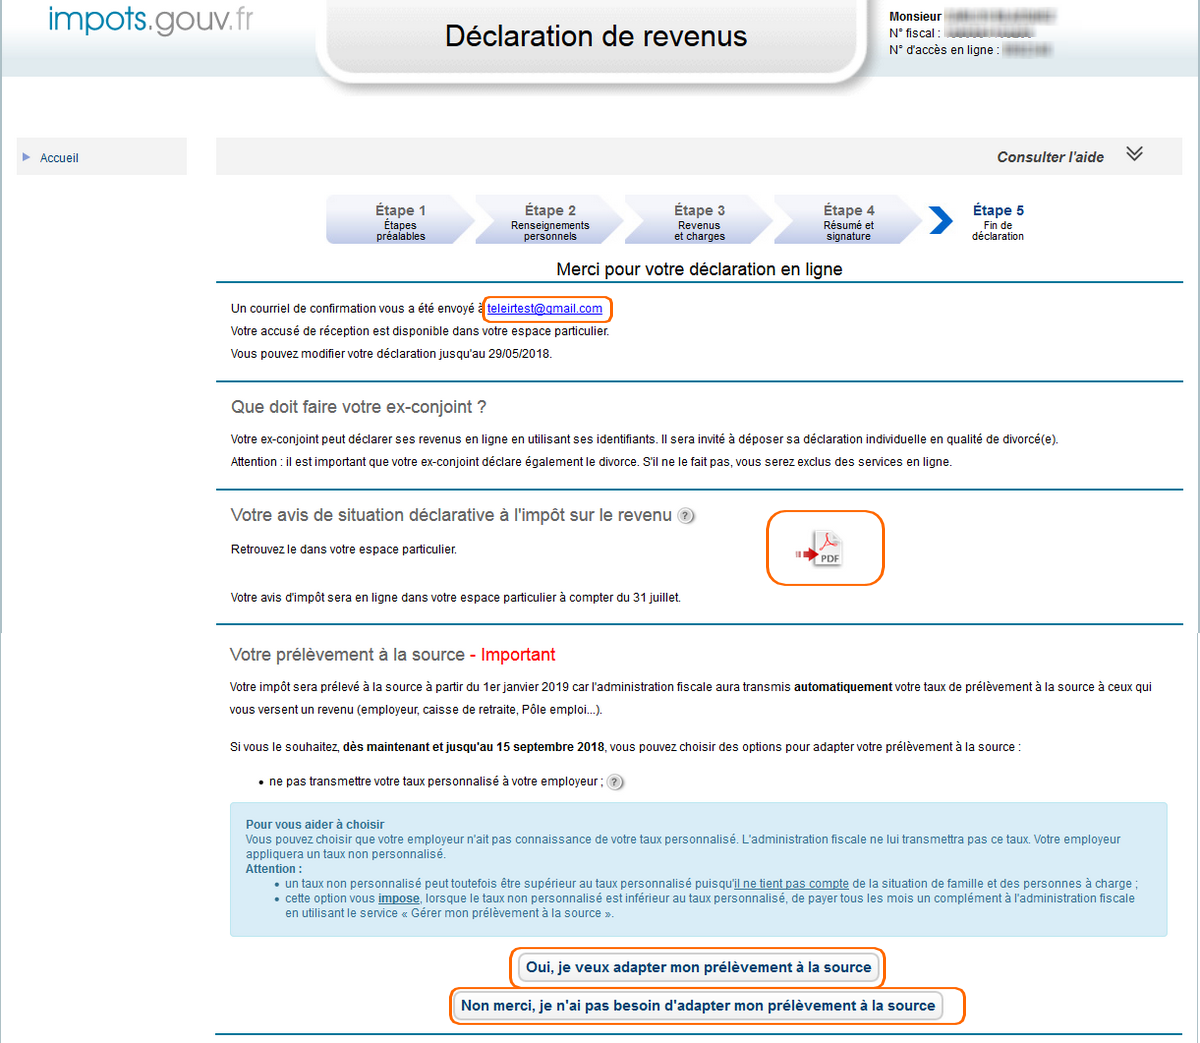 impots.gouv.fr
Déclaration de revenus
Monsieur
N° fiscal :
N° d'accès en ligne :
Accueil
Consulter l'aide
Étape 1
Étapes
préalables
Étape 2
Renseignements
personnels
Étape 3
Revenus
et charges
Étape 4
Résumé et
signature
Étape 5
Fin de
déclaration
Merci pour votre déclaration en ligne
Un courriel de confirmation vous a été envoyé à teleirtest@gmail.com
Votre accusé de réception est disponible dans votre espace particulier.
Vous pouvez modifier votre déclaration jusqu'au 29/05/2018.
Que doit faire votre ex-conjoint ?
Votre ex-conjoint peut déclarer ses revenus en ligne en utilisant ses identifiants. Il sera invité à déposer sa déclaration individuelle en qualité de divorcé(e).
Attention : il est important que votre ex-conjoint déclare également le divorce. S'il ne le fait pas, vous serez exclus des services en ligne.
Votre avis de situation déclarative à l'impôt sur le revenu ?
Retrouvez le dans votre espace particulier.
PDF
Votre avis d'impôt sera en ligne dans votre espace particulier à compter du 31 juillet.
Votre prélèvement à la source - Important
Votre impôt sera prélevé à la source à partir du 1er janvier 2019 car l'administration fiscale aura transmis automatiquement votre taux de prélèvement à la source à ceux qui
vous versent un revenu (employeur, caisse de retraite, Pôle emploi...).
Si vous le souhaitez, dès maintenant et jusqu'au 15 septembre 2018, vous pouvez choisir des options pour adapter votre prélèvement à la source :
• ne pas transmettre votre taux personnalisé à votre employeur ; ?
Pour vous aider à choisir
Vous pouvez choisir que votre employeur n'ait pas connaissance de votre taux personnalisé. L'administration fiscale ne lui transmettra pas ce taux. Votre employeur
appliquera un taux non personnalisé.
Attention :
• un taux non personnalisé peut toutefois être supérieur au taux personnalisé puisqu'il ne tient pas compte de la situation de famille et des personnes à charge ;
• cette option vous impose, lorsque le taux non personnalisé est inférieur au taux personnalisé, de payer tous les mois un complément à l'administration fiscale
en utilisant le service « Gérer mon prélèvement à la source ».
Oui, je veux adapter mon prélèvement à la source
Non merci, je n'ai pas besoin d'adapter mon prélèvement à la source